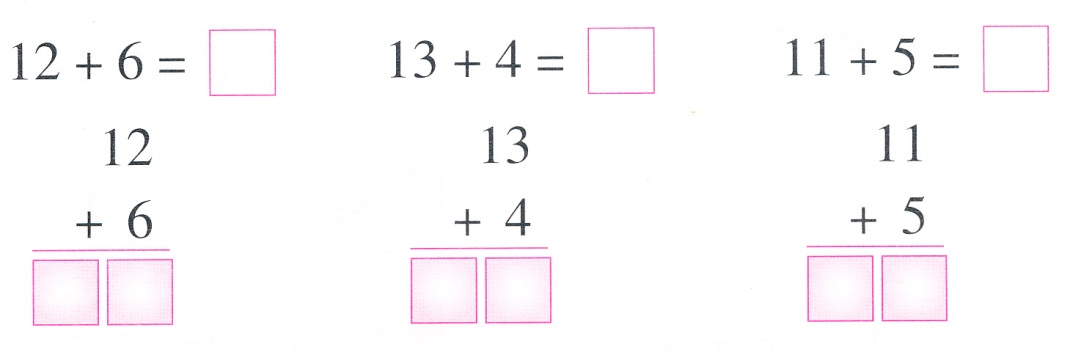 12 + 6 =
13 + 4 =
11 + 5 =
12
+ 6
13
+ 4
11
+ 5